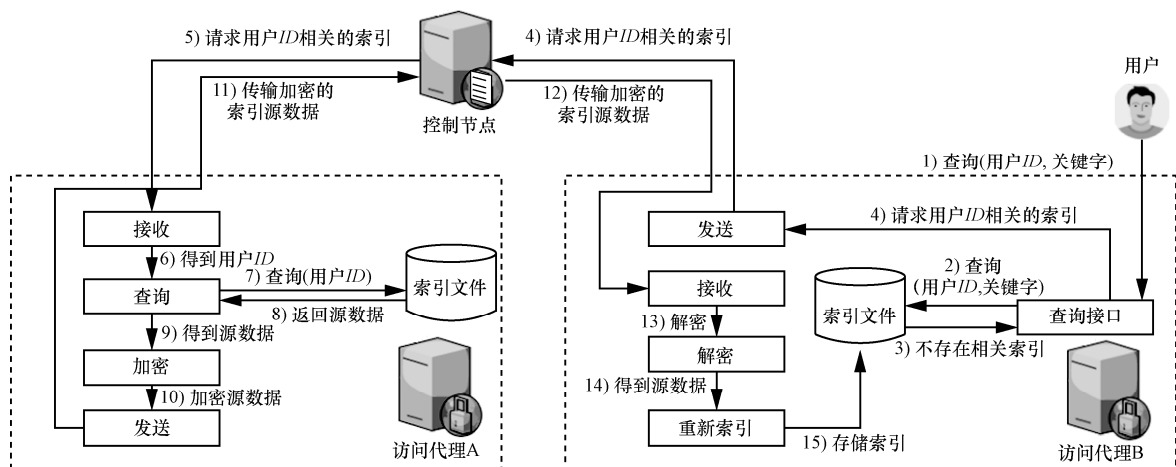 5) 请求用户ID相关的索引
4) 请求用户ID相关的索引
11) 传输加密的
索引源数据
12) 传输加密的
索引源数据
控制节点
用户
1) 查询(用户ID, 关键字)
接收
6) 得到用户ID
查询
7) 查询(用户ID)
8) 返回源数据
索引文件
9) 得到源数据
加密
10) 加密源数据
发送
访问代理A
发送
4) 请求用户ID相关的索引
接收
13) 解密
解密
14) 得到源数据
重新索引
15) 存储索引
索引文件
2) 查询
(用户ID,关键字)
3) 不存在相关索引
查询接口
访问代理B